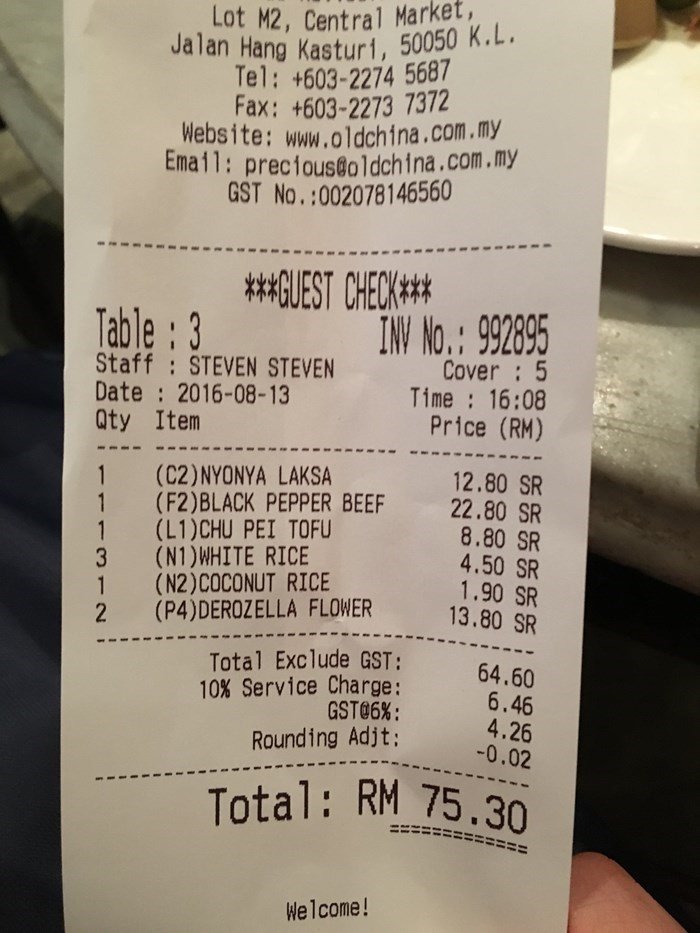 Lot M2, Central Market,
Jalan Hang Kasturi, 50050 K.L.
Tel: +603-2274 5687
Fax: +603-2273 7372
Website: www.oldchina.com.my
Email: precious@oldchina.com.my
GST No.:002078146560
***GUEST CHECK***
Table : 3 INV No.: 992895
Staff : STEVEN STEVEN Cover : 5
Date : 2016-08-13 Time : 16:08
Qty Item Price (RM)
1 (C2)NYONYA LAKSA 12.80 SR
1 (F2)BLACK PEPPER BEEF 22.80 SR
1 (L1)CHU PEI TOFU 8.80 SR
3 (N1)WHITE RICE 4.50 SR
1 (N2)COCONUT RICE 1.90 SR
2 (P4)DEROZELLA FLOWER 13.80 SR
Total Exclude GST: 64.60
10% Service Charge: 6.46
GST@6%: 4.26
Rounding Adjt: -0.02
Total: RM 75.30
Welcome!